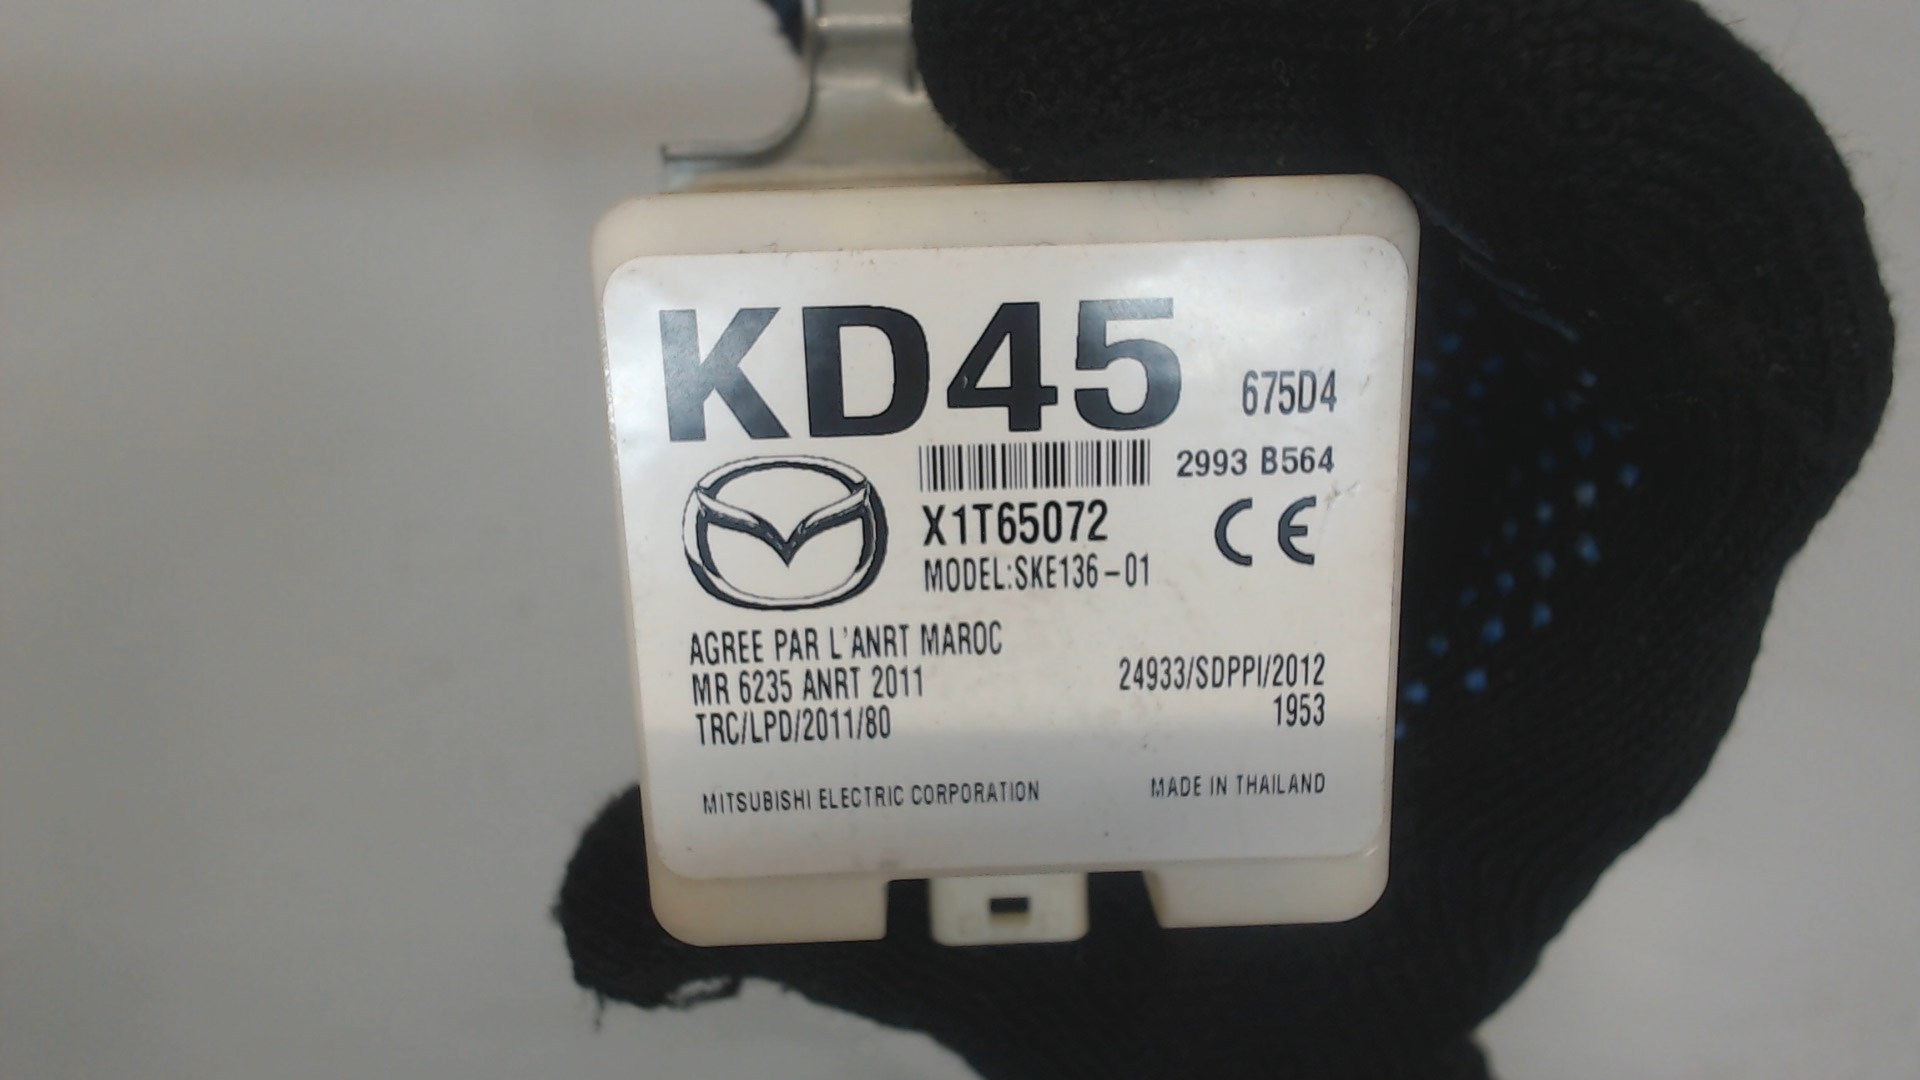 KD45 675D4
2993 B564
X1T65072
CE
MODEL:SKE136-01
AGREE PAR L'ANRT MAROC
MR 6235 ANRT 2011
TRC/LPD/2011/80
24933/SDPPI/2012
1953
MITSUBISHI ELECTRIC CORPORATION
MADE IN THAILAND